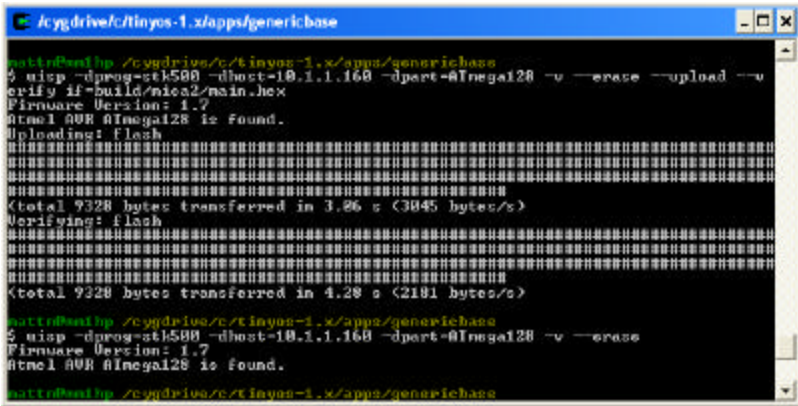 /cygdrive/c/tinyos-1.x/apps/genericbase
mattn@mm1hp /cygdrive/c/tinyos-1.x/apps/genericbase
$ uisp -dprog=stk500 -dhost=10.1.1.160 -dpart=ATmega128 -v --erase --upload --v
erify if=build/mica2/main.hex
Firmware Version: 1.7
Atmel AVR ATmega128 is found.
Uploading: flash
(total 9328 bytes transferred in 3.06 s (3045 bytes/s)
Verifying: flash
(total 9328 bytes transferred in 4.28 s (2181 bytes/s)
mattn@mm1hp /cygdrive/c/tinyos-1.x/apps/genericbase
$ uisp -dprog=stk500 -dhost=10.1.1.160 -dpart=ATmega128 -v --erase
Firmware Version: 1.7
Atmel AVR ATmega128 is found.
mattn@mm1hp /cygdrive/c/tinyos-1.x/apps/genericbase